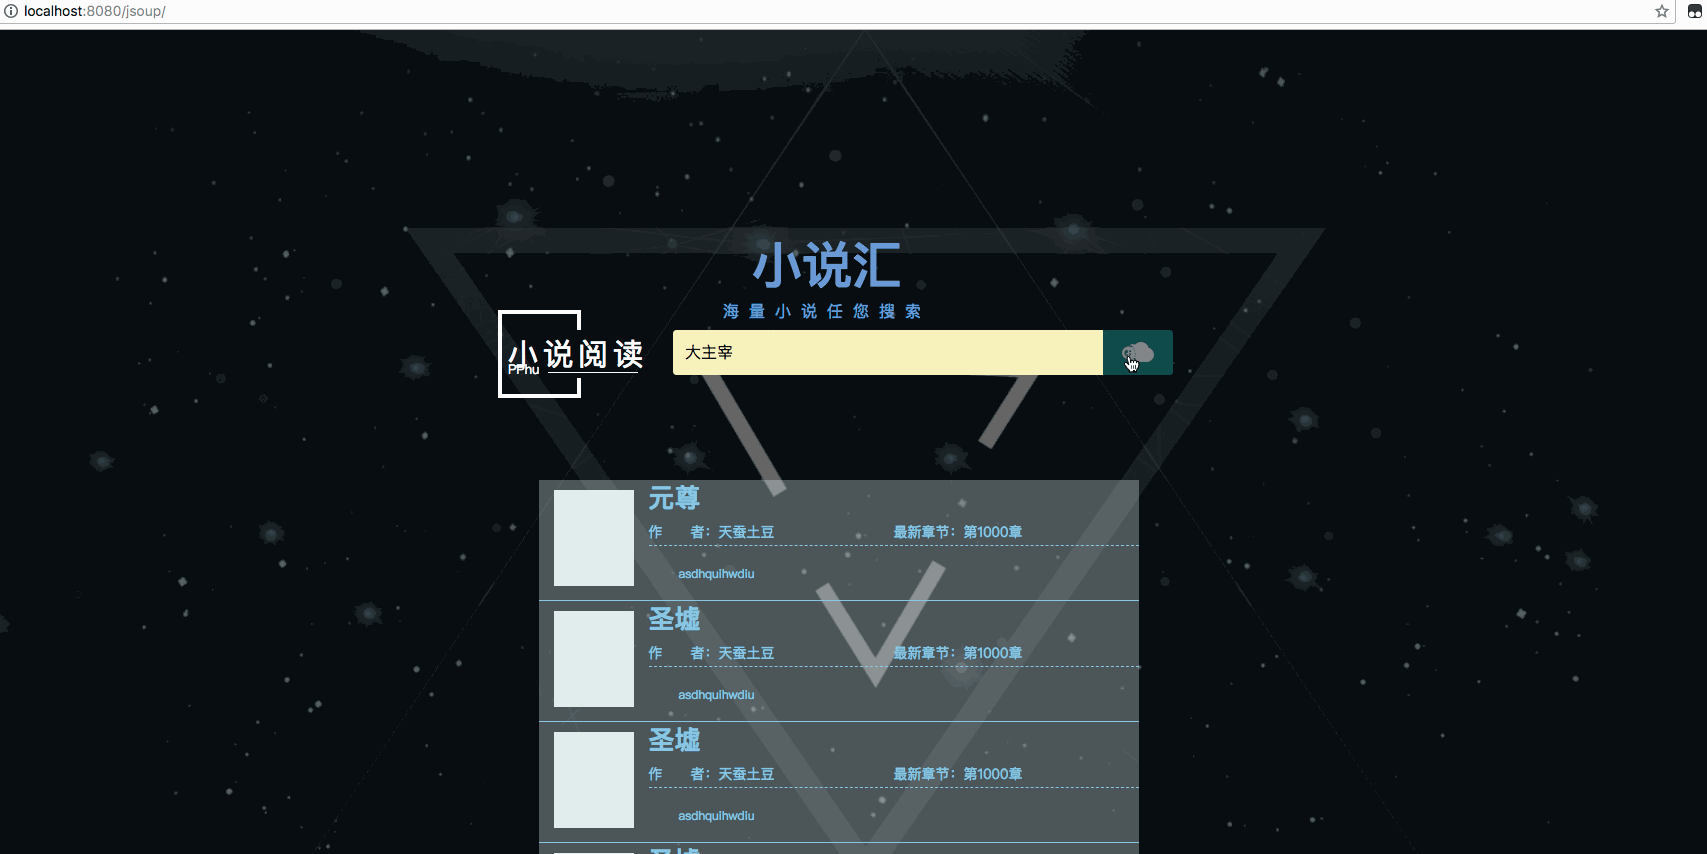 localhost:8080/jsoup/
小说汇
海量小说任您搜索
小说阅读
PPhu
大主宰
元尊
作 者：天蚕土豆 最新章节：第1000章
asdhquihwdiu
圣墟
作 者：天蚕土豆 最新章节：第1000章
asdhquihwdiu
圣墟
作 者：天蚕土豆 最新章节：第1000章
asdhquihwdiu